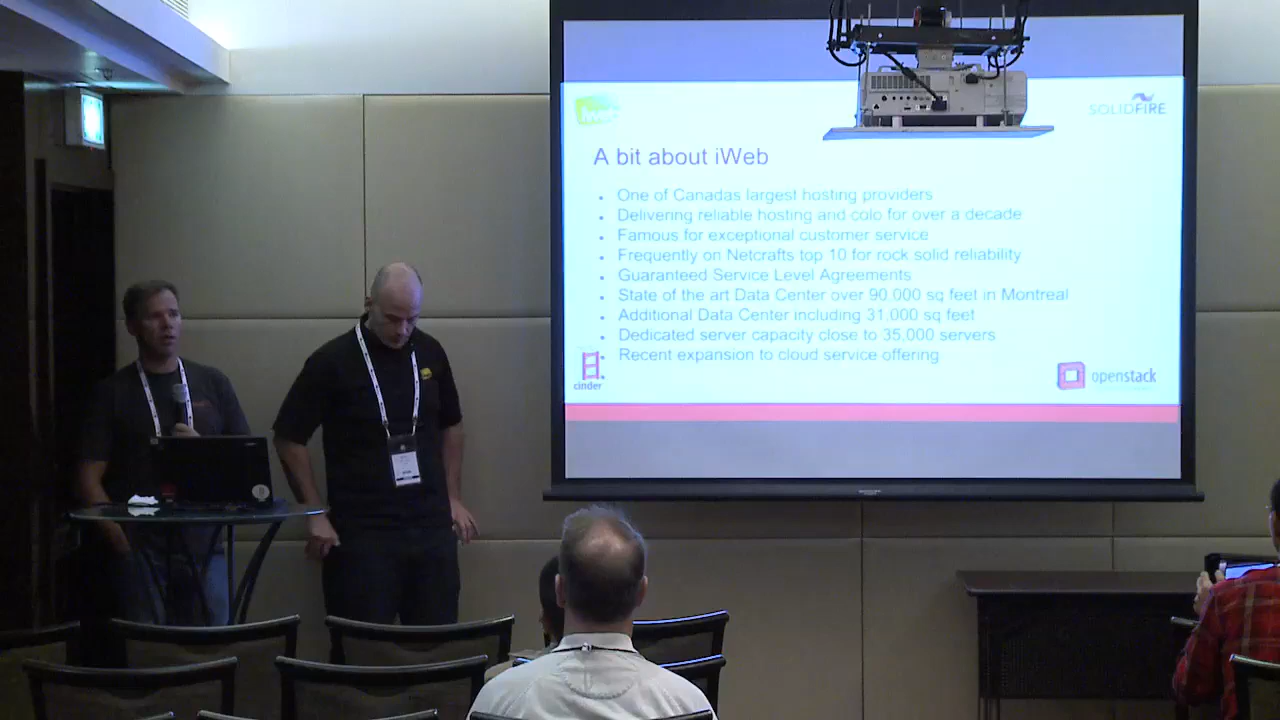 iWeb
SOLIDFIRE
A bit about iWeb
One of Canadas largest hosting providers
Delivering reliable hosting and colo for over a decade
Famous for exceptional customer service
Frequently on Netcrafts top 10 for rock solid reliability
Guaranteed Service Level Agreements
State of the art Data Center over 90,000 sq feet in Montreal
Additional Data Center including 31,000 sq feet
Dedicated server capacity close to 35,000 servers
Recent expansion to cloud service offering
cinder
openstack